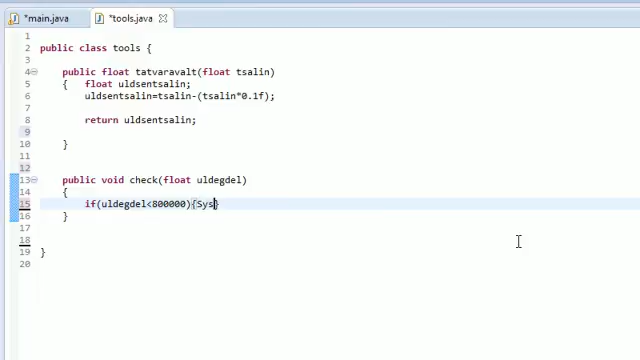 *main.java *tools.java
1
2 public class tools {
3
4 public float tatvaravalt(float tsalin)
5 { float uldsentsalin;
6 uldsentsalin=tsalin-(tsalin*0.1f);
7
8 return uldsentsalin;
9
10 }
11
12
13 public void check(float uldegdel)
14 {
15 if(uldegdel<800000){Sys}
16 }
17
18
19 }
20